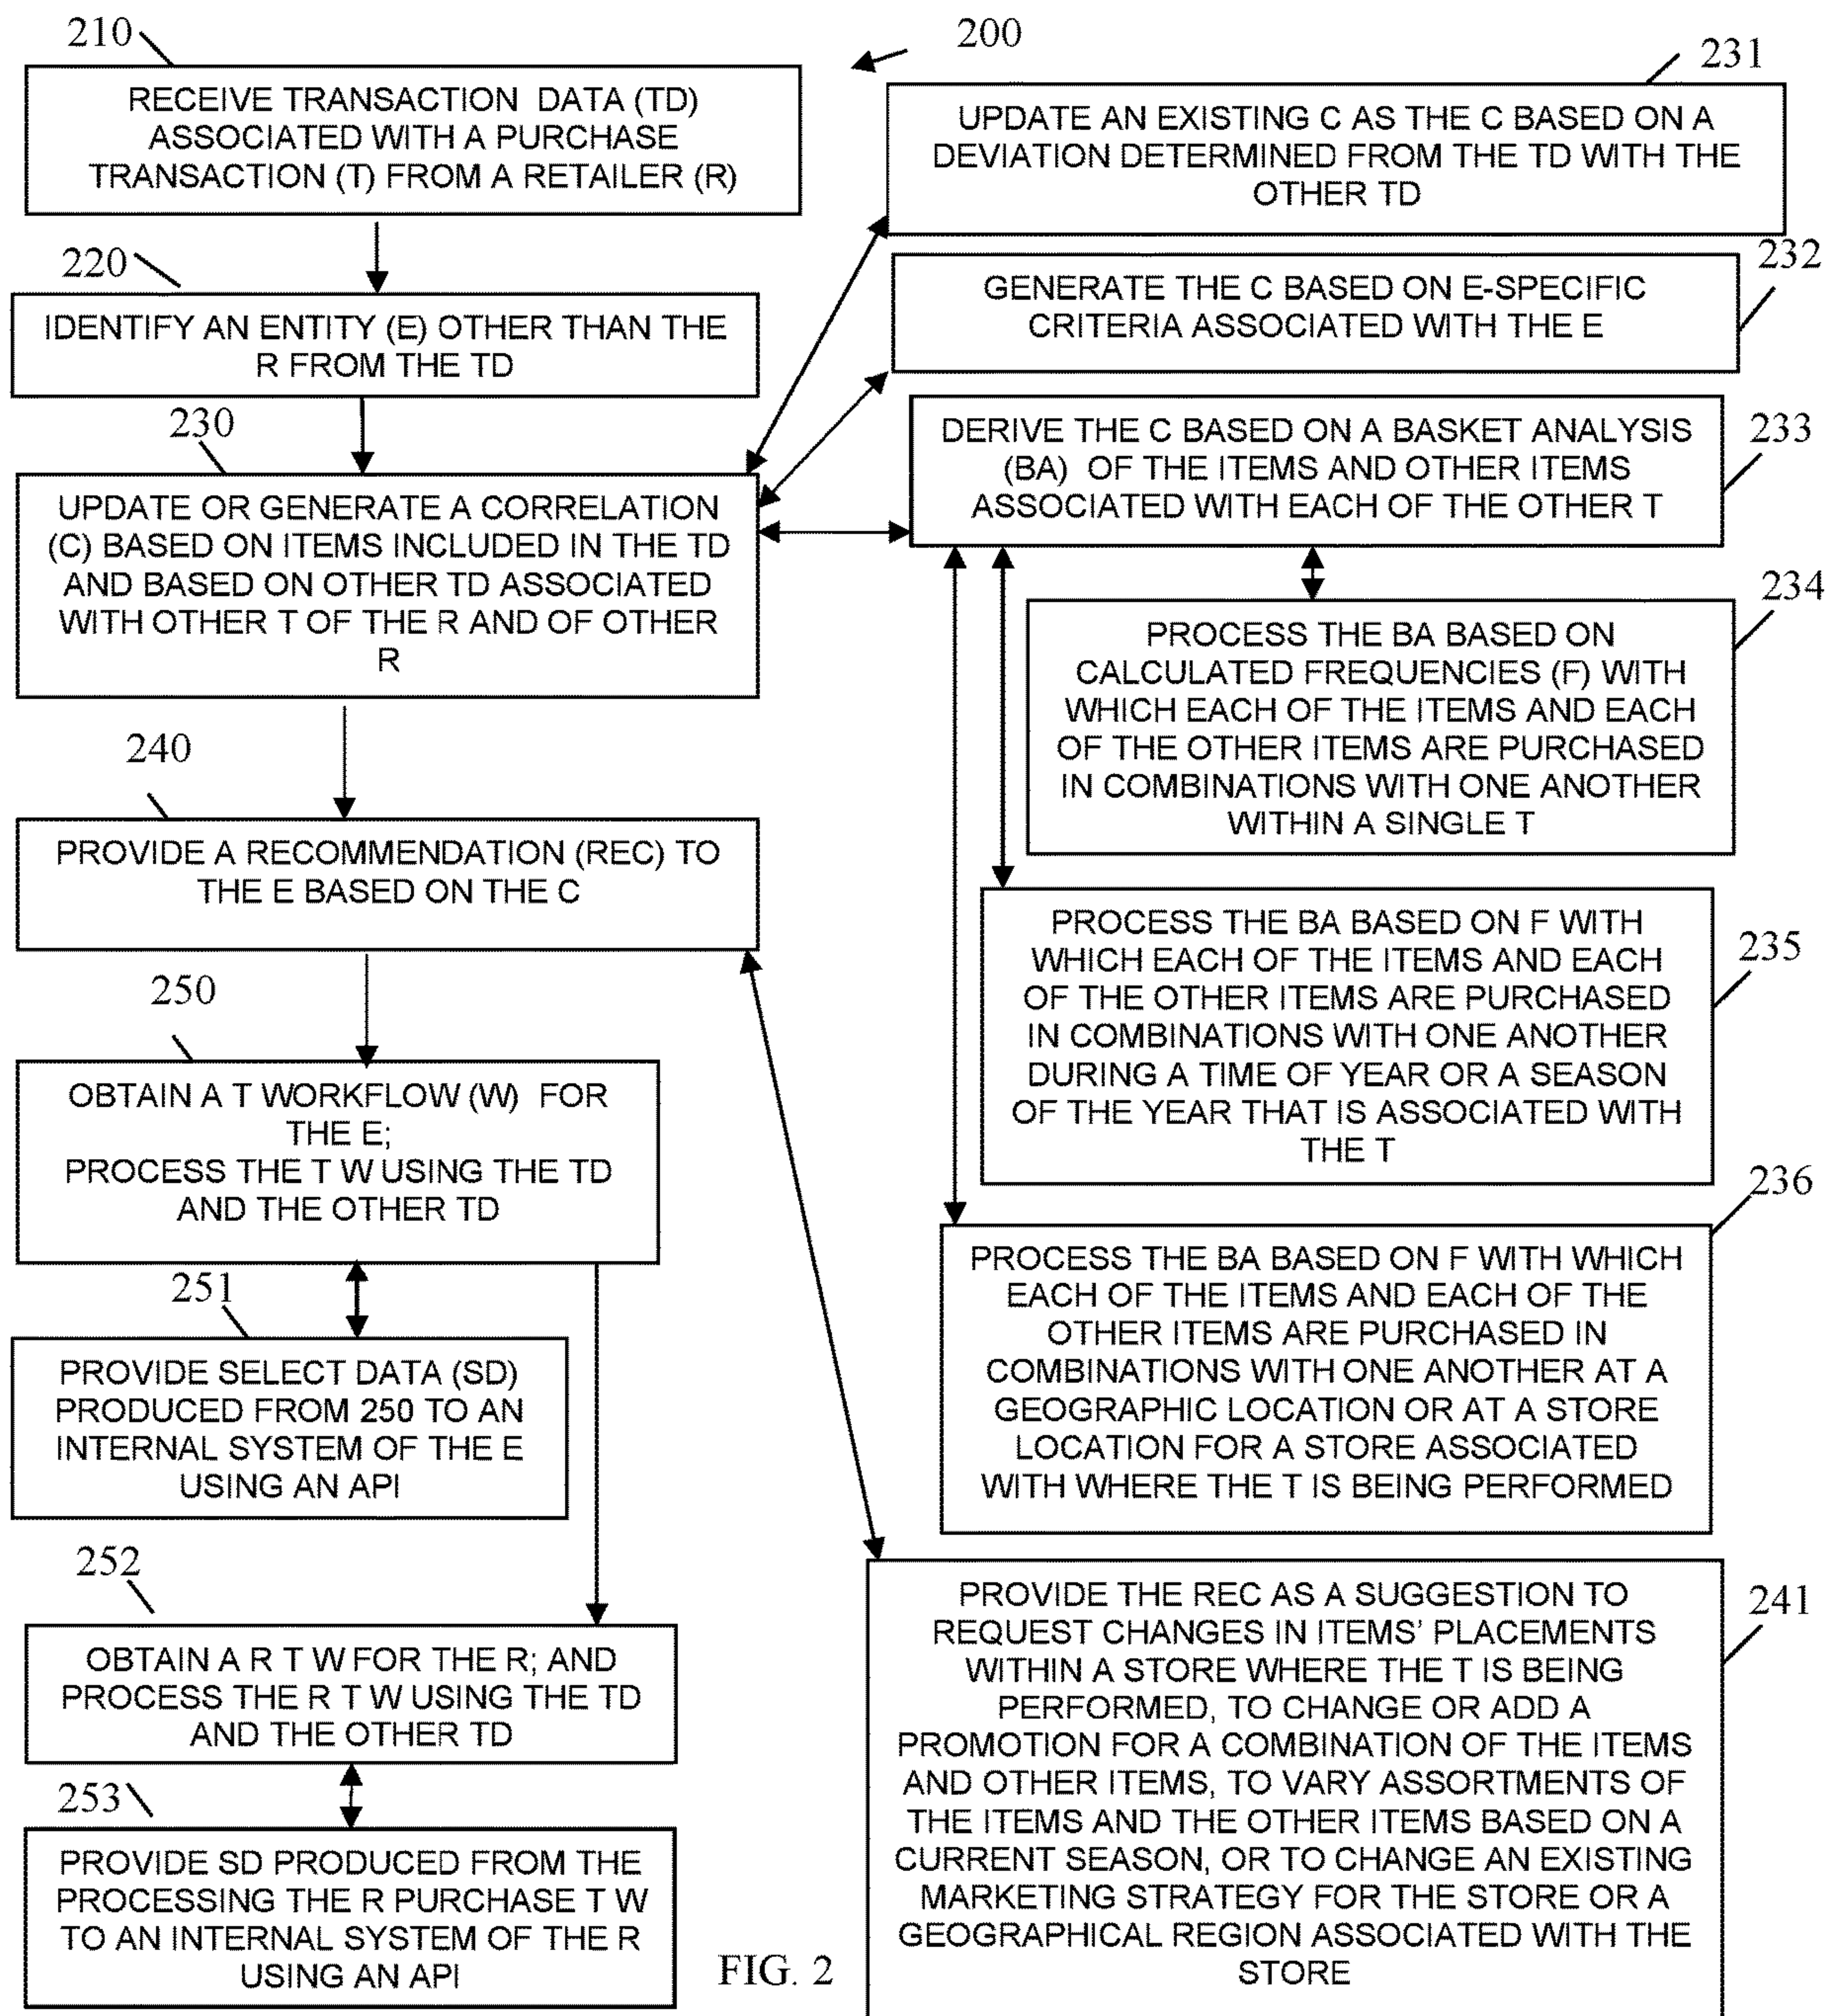 210
RECEIVE TRANSACTION DATA (TD)
ASSOCIATED WITH A PURCHASE
TRANSACTION (T) FROM A RETAILER (R)
220
IDENTIFY AN ENTITY (E) OTHER THAN THE
R FROM THE TD
230
UPDATE OR GENERATE A CORRELATION
(C) BASED ON ITEMS INCLUDED IN THE TD
AND BASED ON OTHER TD ASSOCIATED
WITH OTHER T OF THE R AND OF OTHER
R
240
PROVIDE A RECOMMENDATION (REC) TO
THE E BASED ON THE C
250
OBTAIN A T WORKFLOW (W) FOR
THE E;
PROCESS THE T W USING THE TD
AND THE OTHER TD
251
PROVIDE SELECT DATA (SD)
PRODUCED FROM 250 TO AN
INTERNAL SYSTEM OF THE E
USING AN API
252
OBTAIN A R T W FOR THE R; AND
PROCESS THE R T W USING THE TD
AND THE OTHER TD
253
PROVIDE SD PRODUCED FROM THE
PROCESSING THE R PURCHASE T W
TO AN INTERNAL SYSTEM OF THE R
USING AN API
200
231
UPDATE AN EXISTING C AS THE C BASED ON A
DEVIATION DETERMINED FROM THE TD WITH THE
OTHER TD
232
GENERATE THE C BASED ON E-SPECIFIC
CRITERIA ASSOCIATED WITH THE E
233
DERIVE THE C BASED ON A BASKET ANALYSIS
(BA) OF THE ITEMS AND OTHER ITEMS
ASSOCIATED WITH EACH OF THE OTHER T
234
PROCESS THE BA BASED ON
CALCULATED FREQUENCIES (F) WITH
WHICH EACH OF THE ITEMS AND EACH
OF THE OTHER ITEMS ARE PURCHASED
IN COMBINATIONS WITH ONE ANOTHER
WITHIN A SINGLE T
235
PROCESS THE BA BASED ON F WITH
WHICH EACH OF THE ITEMS AND EACH
OF THE OTHER ITEMS ARE PURCHASED
IN COMBINATIONS WITH ONE ANOTHER
DURING A TIME OF YEAR OR A SEASON
OF THE YEAR THAT IS ASSOCIATED WITH
THE T
236
PROCESS THE BA BASED ON F WITH WHICH
EACH OF THE ITEMS AND EACH OF THE
OTHER ITEMS ARE PURCHASED IN
COMBINATIONS WITH ONE ANOTHER AT A
GEOGRAPHIC LOCATION OR AT A STORE
LOCATION FOR A STORE ASSOCIATED
WITH WHERE THE T IS BEING PERFORMED
241
PROVIDE THE REC AS A SUGGESTION TO
REQUEST CHANGES IN ITEMS' PLACEMENTS
WITHIN A STORE WHERE THE T IS BEING
PERFORMED, TO CHANGE OR ADD A
PROMOTION FOR A COMBINATION OF THE ITEMS
AND OTHER ITEMS, TO VARY ASSORTMENTS OF
THE ITEMS AND THE OTHER ITEMS BASED ON A
CURRENT SEASON, OR TO CHANGE AN EXISTING
MARKETING STRATEGY FOR THE STORE OR A
GEOGRAPHICAL REGION ASSOCIATED WITH THE
STORE
FIG. 2